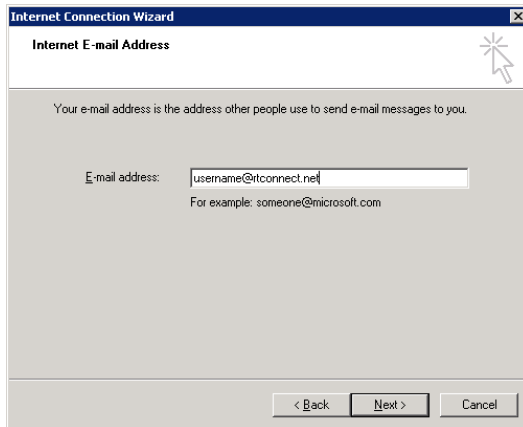 Internet Connection Wizard
Internet E-mail Address
Your e-mail address is the address other people use to send e-mail messages to you.
E-mail address: username@rtconnect.net
For example: someone@microsoft.com
< Back Next > Cancel